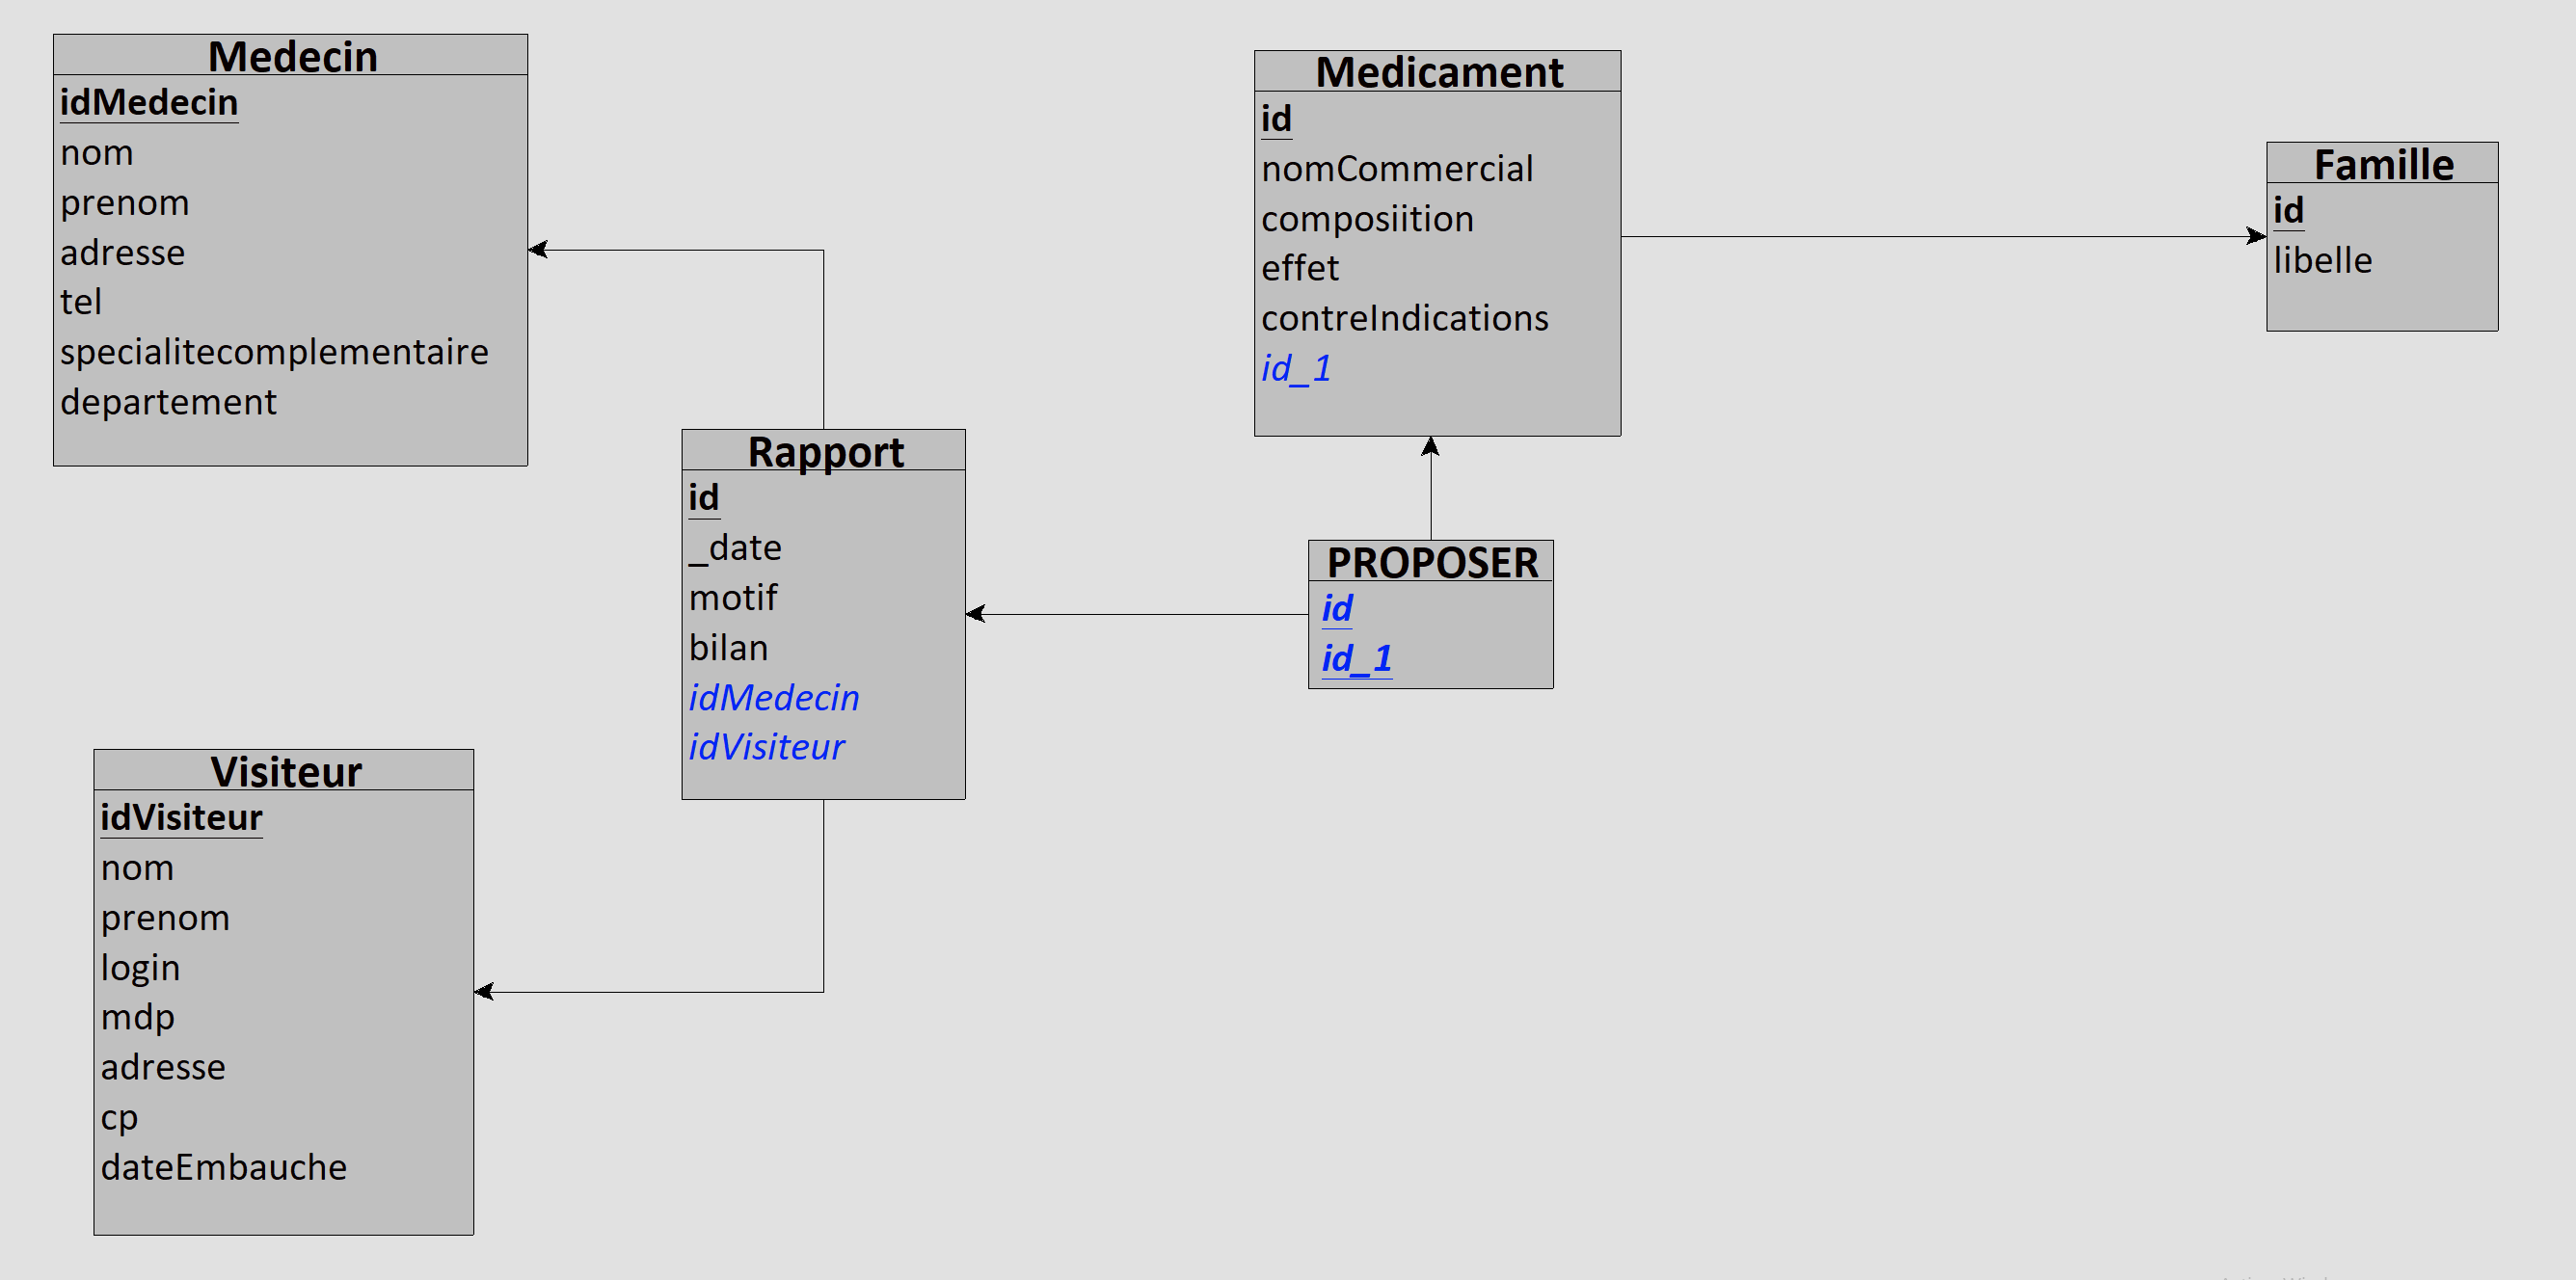 Medecin
idMedecin
nom
prenom
adresse
tel
specialitecomplementaire
departement
Medicament
id
nomCommercial
composiition
effet
contreIndications
id_1
Famille
id
libelle
Rapport
id
_date
motif
bilan
idMedecin
idVisiteur
PROPOSER
id
id_1
Visiteur
idVisiteur
nom
prenom
login
mdp
adresse
cp
dateEmbauche